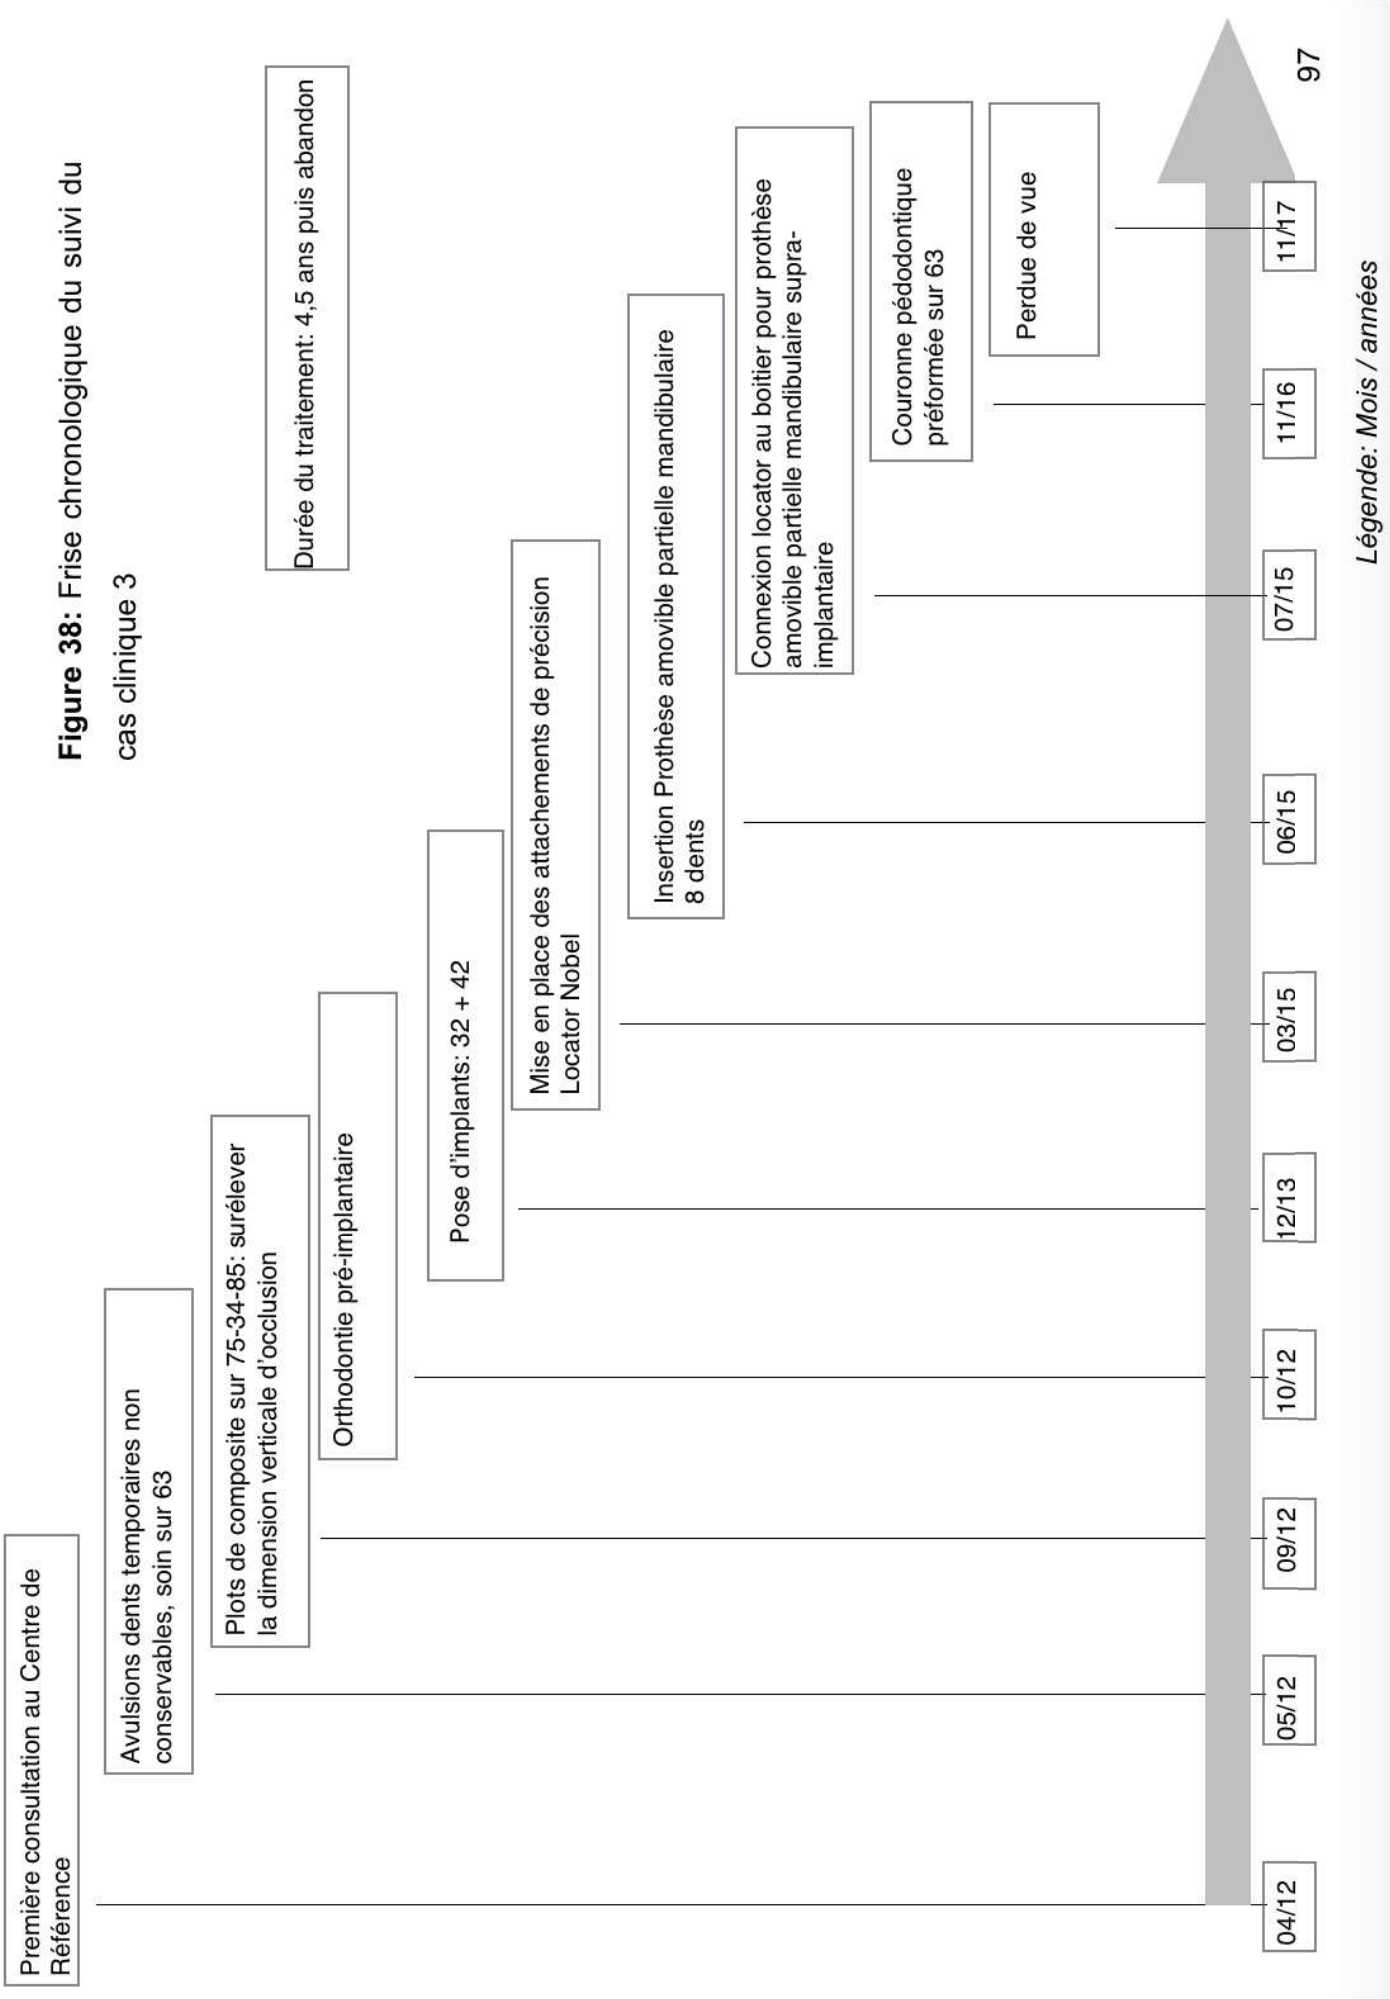 Première consultation au Centre de
Référence
Avulsions dents temporaires non
conservables, soin sur 63
Plots de composite sur 75-34-85: surélever
la dimension verticale d'occlusion
Orthodontie pré-implantaire
Pose d'implants: 32 + 42
Mise en place des attachements de précision
Locator Nobel
Insertion Prothèse amovible partielle mandibulaire
8 dents
Connexion locator au boitier pour prothèse
amovible partielle mandibulaire supra-
implantaire
Couronne pédodontique
préformée sur 63
Perdue de vue
Figure 38: Frise chronologique du suivi du
cas clinique 3
Durée du traitement: 4,5 ans puis abandon
04/12
05/12
09/12
10/12
12/13
03/15
06/15
07/15
11/16
11/17
Légende: Mois / années
97